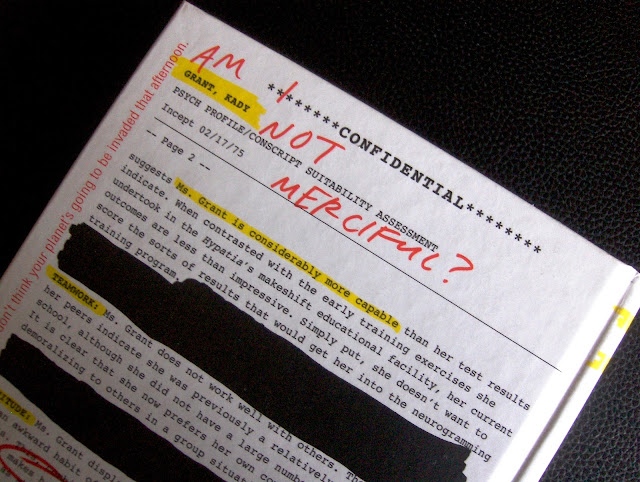 AM I
NOT
MERCIFUL?
********CONFIDENTIAL********
GRANT, KADY
PSYCH PROFILE/CONSCRIPT SUITABILITY ASSESSMENT
Incept 02/17/75
-- Page 2 --
suggests Ms. Grant is considerably more capable than her test results
indicate. When contrasted with the early training exercises she
undertook in the Hypatia's makeshift educational facility, her current
outcomes are less than impressive. Simply put, she doesn't want to
score the sorts of results that would get her into the neurogramming
training program.
TEAMWORK: Ms. Grant does not work well with others.
her peers indicate she was previously a relatively
school, although she did not have a large
It is clear that she now prefers her own
demoralizing to others in a group
Ms. Grant
an awkward habit
makes
don't think your planet's going to be invaded that afternoon.